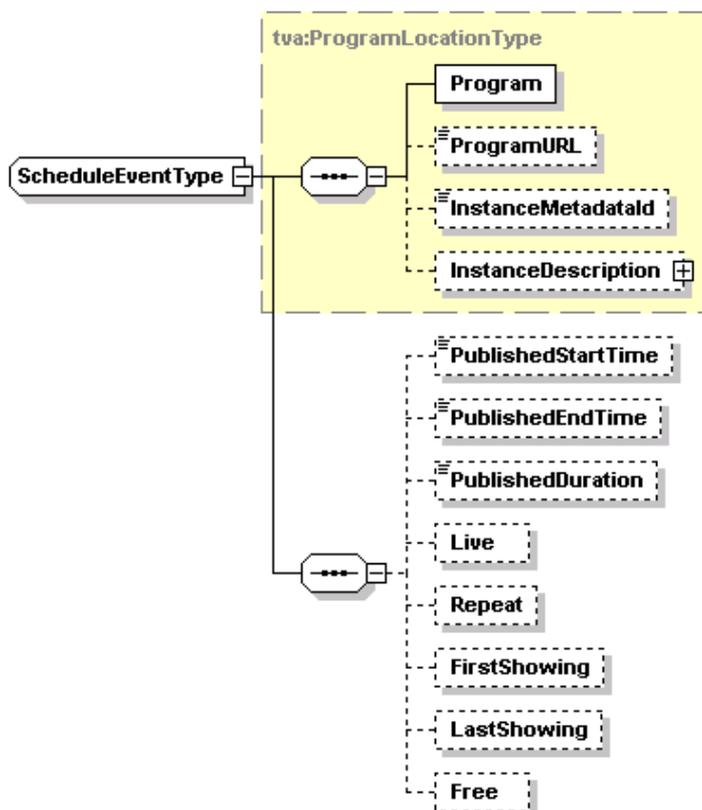 tva:ProgramLocationType
Program
ProgramURL
ScheduleEventType
InstanceMetadataId
InstanceDescription
PublishedStartTime
PublishedEndTime
PublishedDuration
Live
Repeat
FirstShowing
LastShowing
Free